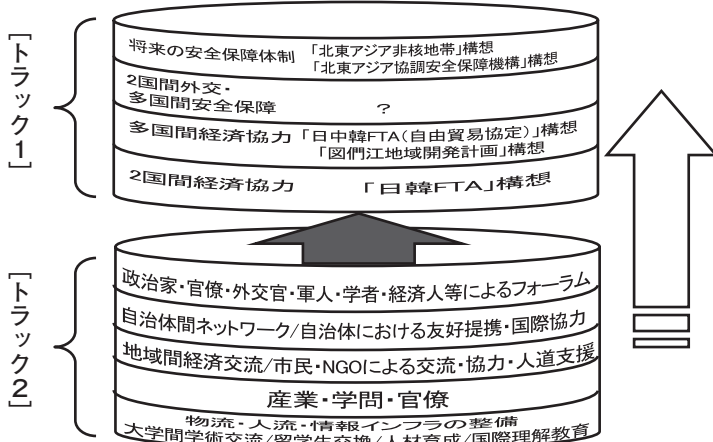 [トラック1]
将来の安全保障体制 「北東アジア非核地帯」構想
「北東アジア協調安全保障機構」構想
2国間外交・
多国間安全保障 ?
多国間経済協力 「日中韓FTA(自由貿易協定)」構想
「図們江地域開発計画」構想
2国間経済協力 「日韓FTA」構想
[トラック2]
政治家・官僚・外交官・軍人・学者・経済人等によるフォーラム
自治体間ネットワーク/自治体における友好提携・国際協力
地域間経済交流/市民・NGOによる交流・協力・人道支援
産業・学問・官僚
物流・人流・情報インフラの整備
大学間学術交流/留学生交換/人材育成/国際理解教育